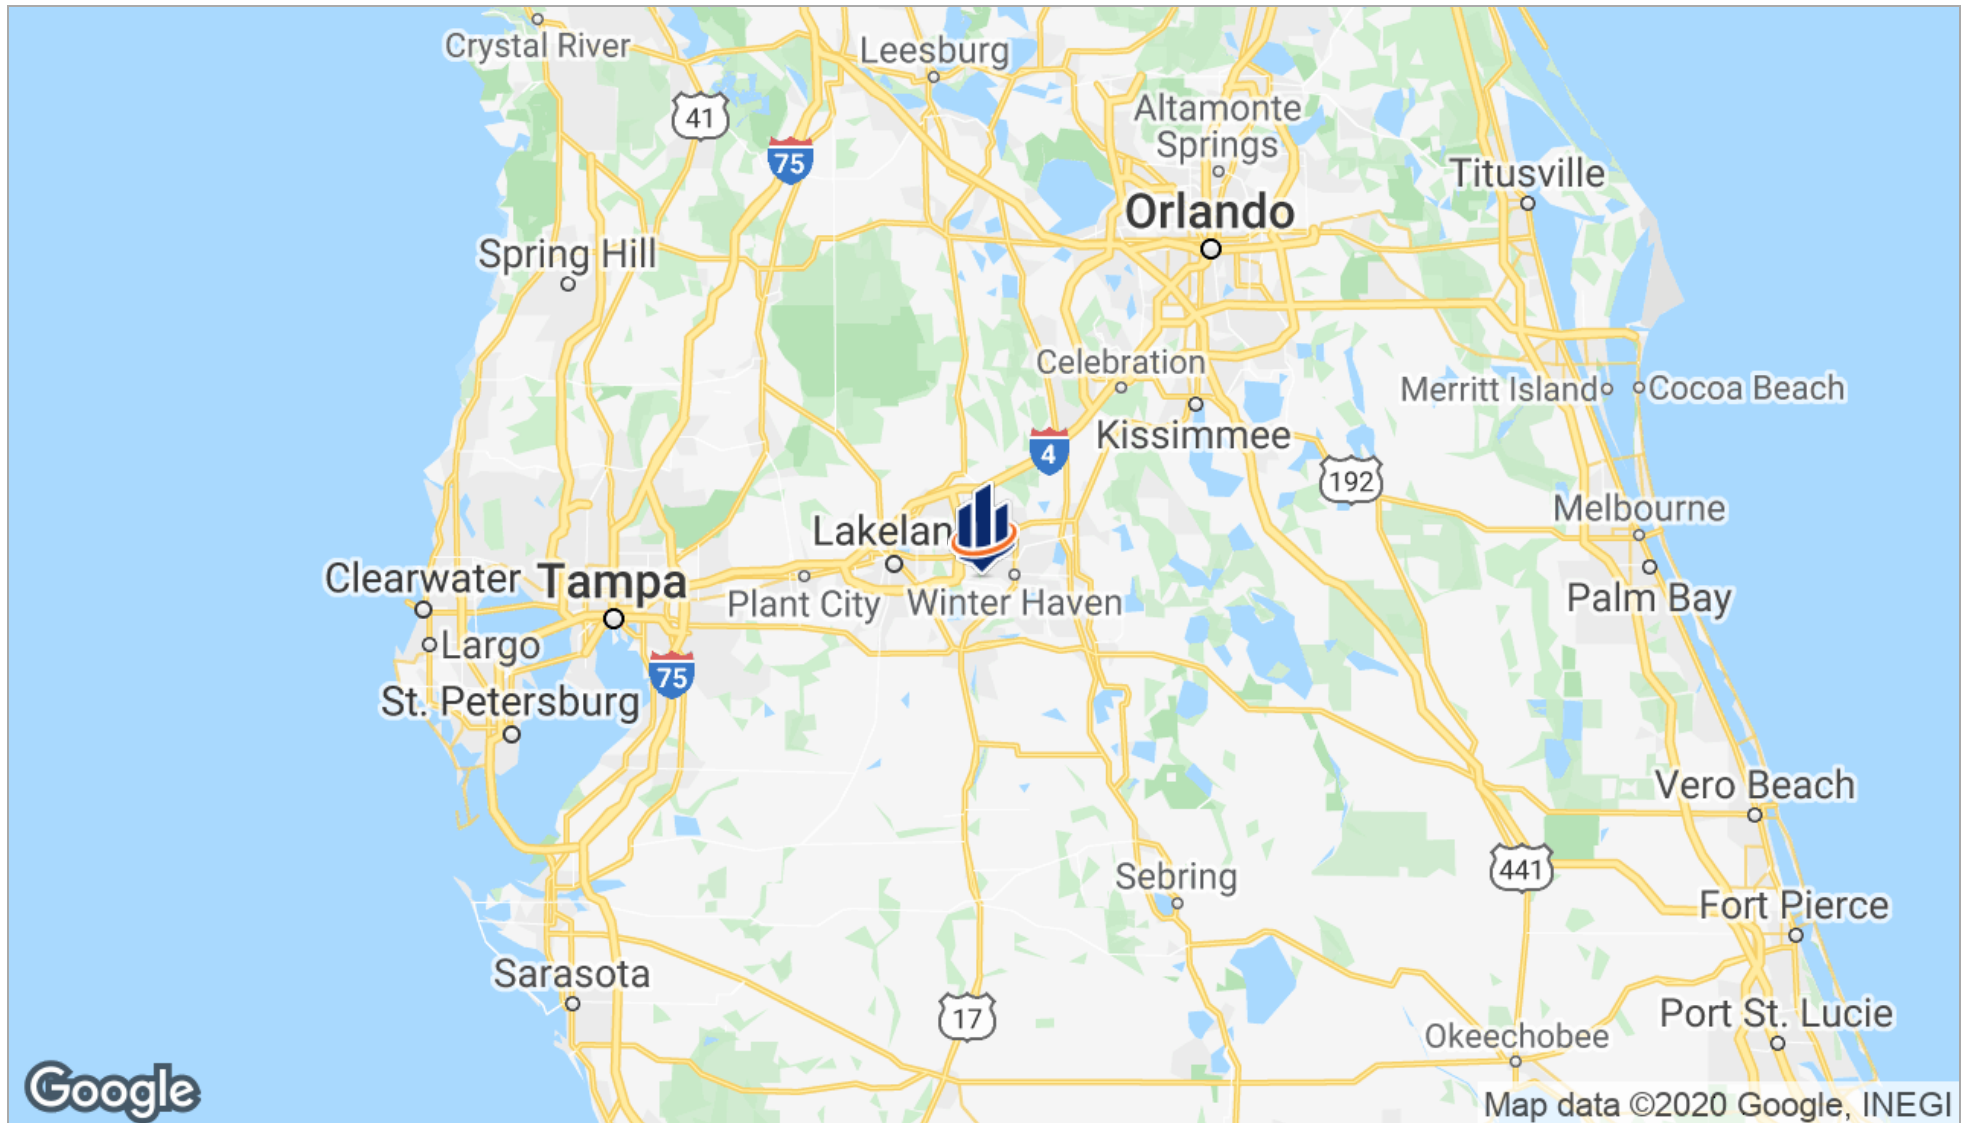 Crystal River
Leesburg
41
Altamonte
Springs
75
Titusville
Orlando
Spring Hill
Celebration
Merritt Island
Cocoa Beach
Kissimmee
4
192
Melbourne
Lakelan
Clearwater
Tampa
Plant City
Winter Haven
Palm Bay
Largo
75
St. Petersburg
Vero Beach
441
Sebring
Fort Pierce
Sarasota
17
Port St. Lucie
Okeechobee
Google
Map data ©2020 Google, INEGI